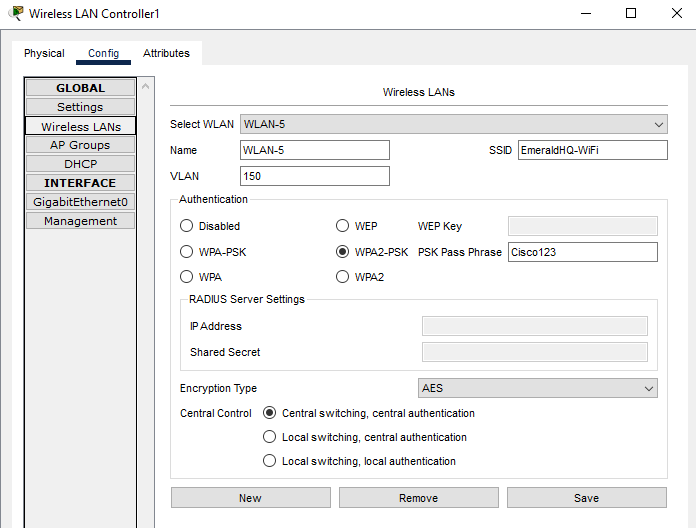 Wireless LAN Controller1
Physical Config Attributes
GLOBAL
Settings
Wireless LANs
AP Groups
DHCP
INTERFACE
GigabitEthernet0
Management
Wireless LANs
Select WLAN WLAN-5
Name WLAN-5 SSID EmeraldHQ-WiFi
VLAN 150
Authentication
Disabled WEP WEP Key
WPA-PSK WPA2-PSK PSK Pass Phrase Cisco123
WPA WPA2
RADIUS Server Settings
IP Address
Shared Secret
Encryption Type AES
Central Control Central switching, central authentication
Local switching, central authentication
Local switching, local authentication
New Remove Save